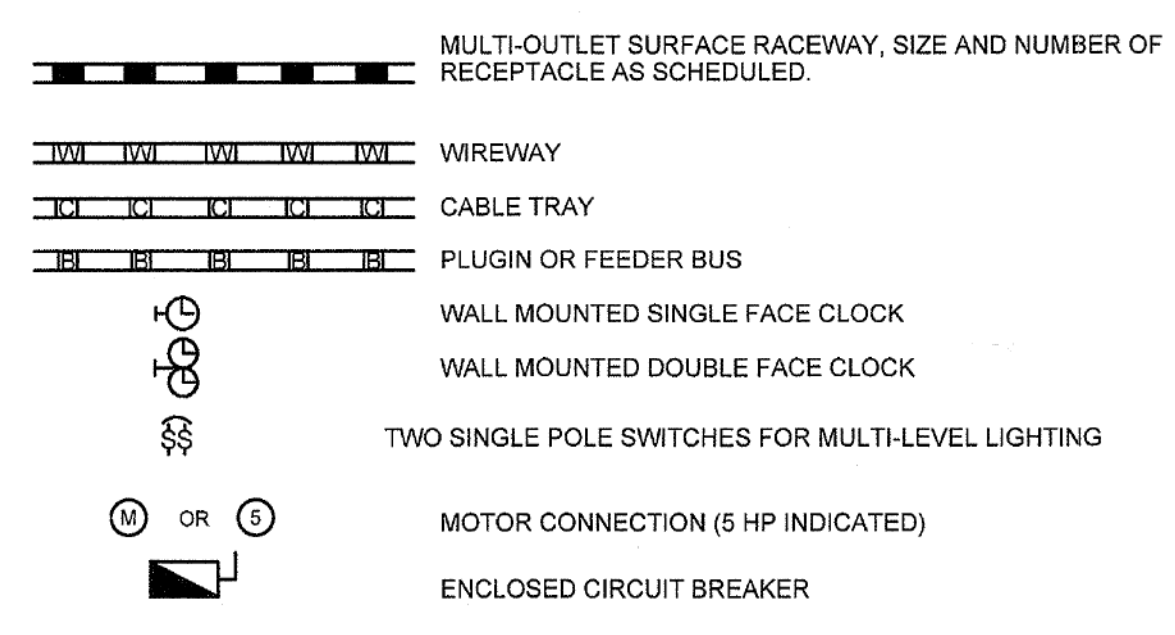 MULTI-OUTLET SURFACE RACEWAY, SIZE AND NUMBER OF
RECEPTACLE AS SCHEDULED.
W W W W W WIREWAY
C C C C C CABLE TRAY
B B B B B PLUGIN OR FEEDER BUS
WALL MOUNTED SINGLE FACE CLOCK
WALL MOUNTED DOUBLE FACE CLOCK
$$ TWO SINGLE POLE SWITCHES FOR MULTI-LEVEL LIGHTING
M OR 5 MOTOR CONNECTION (5 HP INDICATED)
ENCLOSED CIRCUIT BREAKER